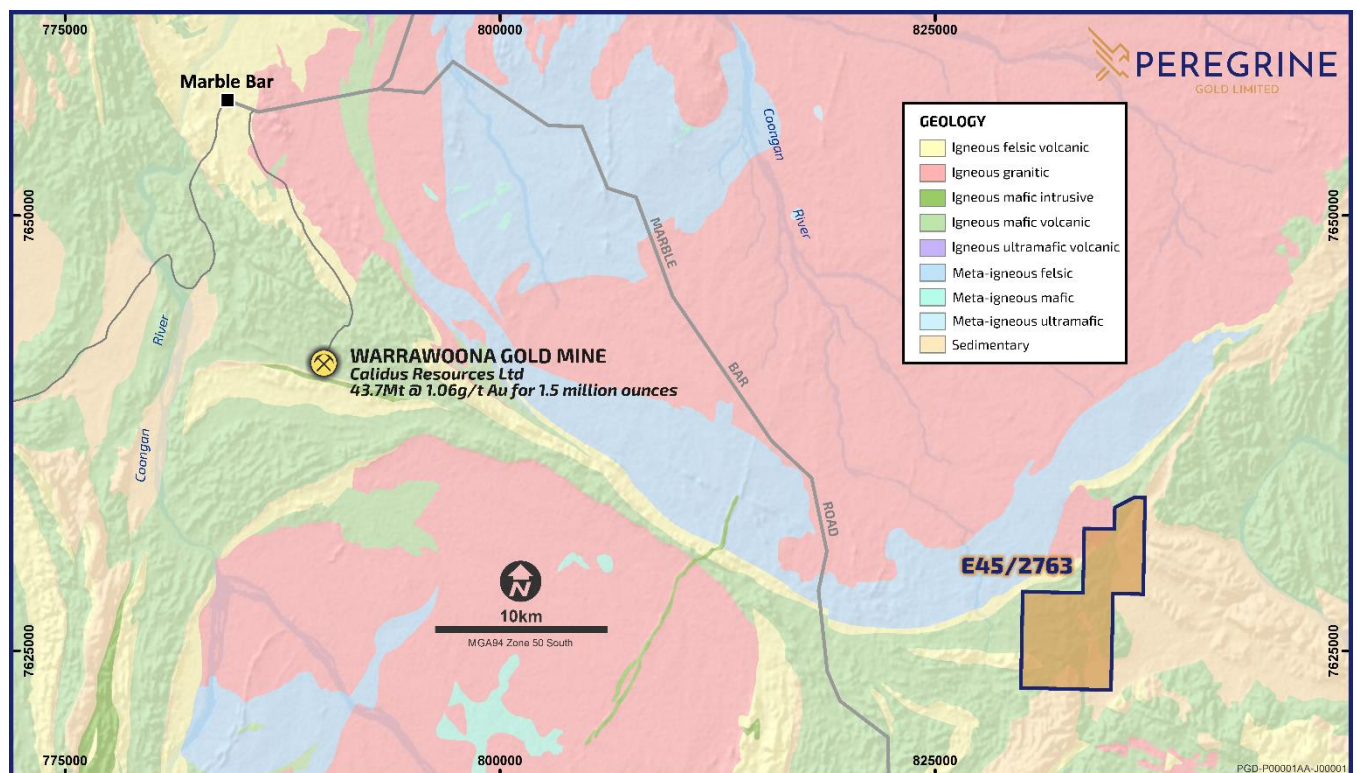 775000
800000
825000
PEREGRINE
GOLD LIMITED
Marble Bar
Coongan
River
GEOLOGY
Igneous felsic volcanic
Igneous granitic
Igneous mafic intrusive
Igneous mafic volcanic
Igneous ultramafic volcanic
Meta-igneous felsic
Meta-igneous mafic
Meta-igneous ultramafic
Sedimentary
7650000
7650000
MARBLE
BAR
ROAD
River
Coongan
WARRAWOONA GOLD MINE
Calidus Resources Ltd
43.7Mt @ 1.06g/t Au for 1.5 million ounces
E45/2763
N
10km
MGA94 Zone 50 South
7625000
7625000
775000
800000
825000
PGD-P00001AA-J00001